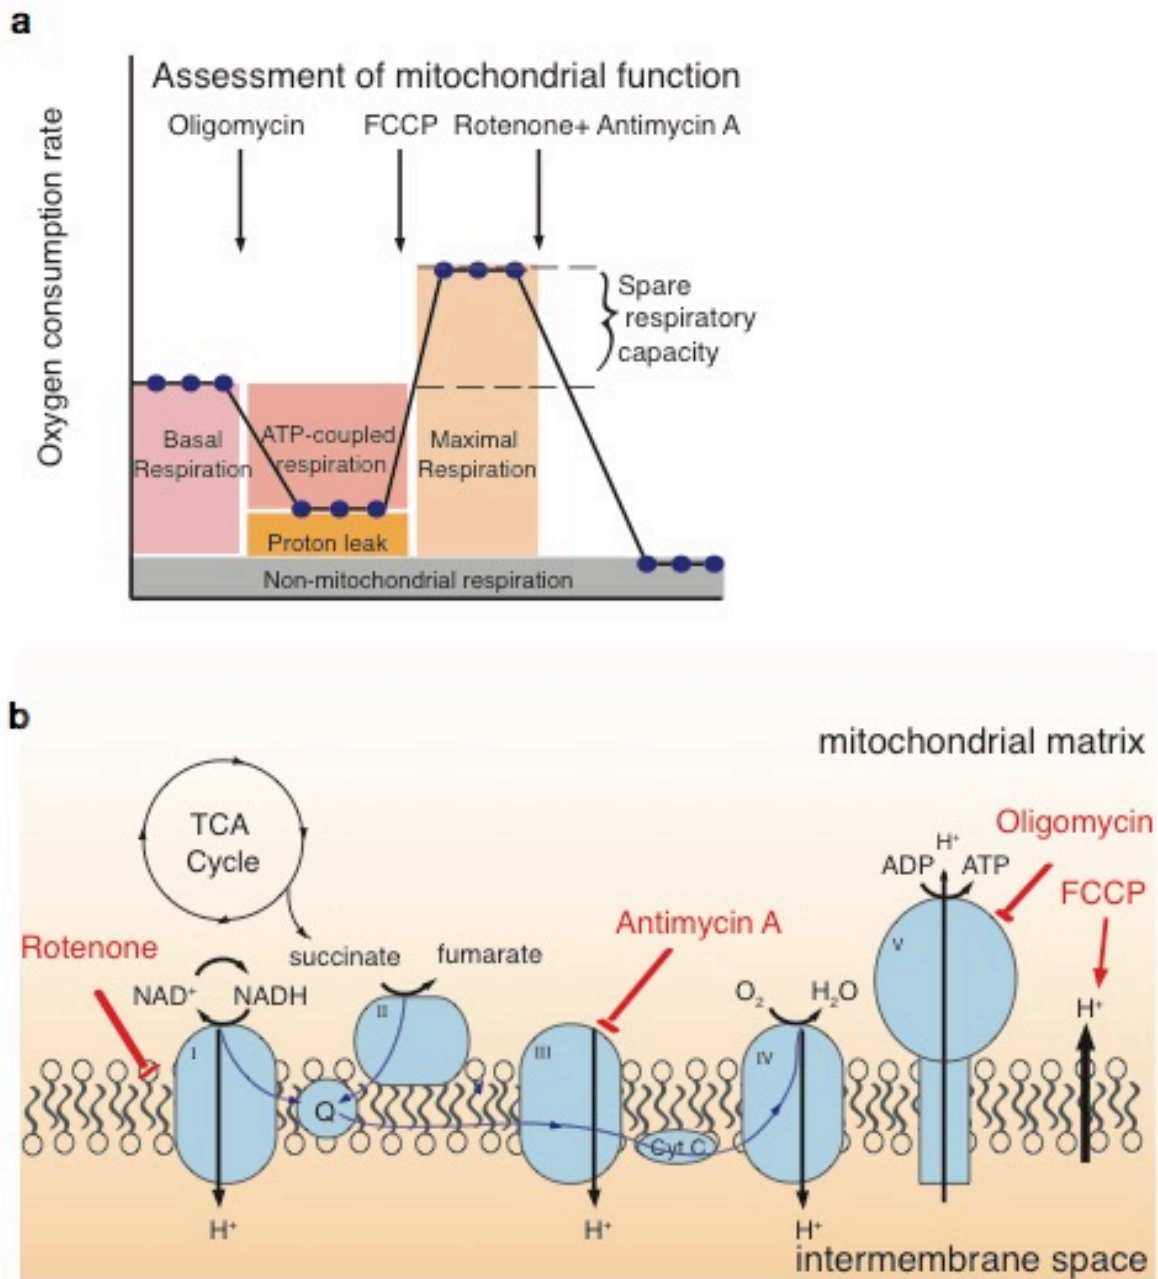 a
Assessment of mitochondrial function
Oligomycin
FCCP
Rotenone+ Antimycin A
Oxygen consumption rate
Spare
respiratory
capacity
Basal
Respiration
ATP-coupled
respiration
Maximal
Respiration
Proton leak
Non-mitochondrial respiration
b
mitochondrial matrix
TCA
Cycle
Oligomycin
H⁺
ADP
ATP
FCCP
Antimycin A
Rotenone
succinate
fumarate
NAD⁺
NADH
O₂
H₂O
H⁺
I
II
III
IV
V
Q
Cyt C
H⁺
H⁺
H⁺
intermembrane space